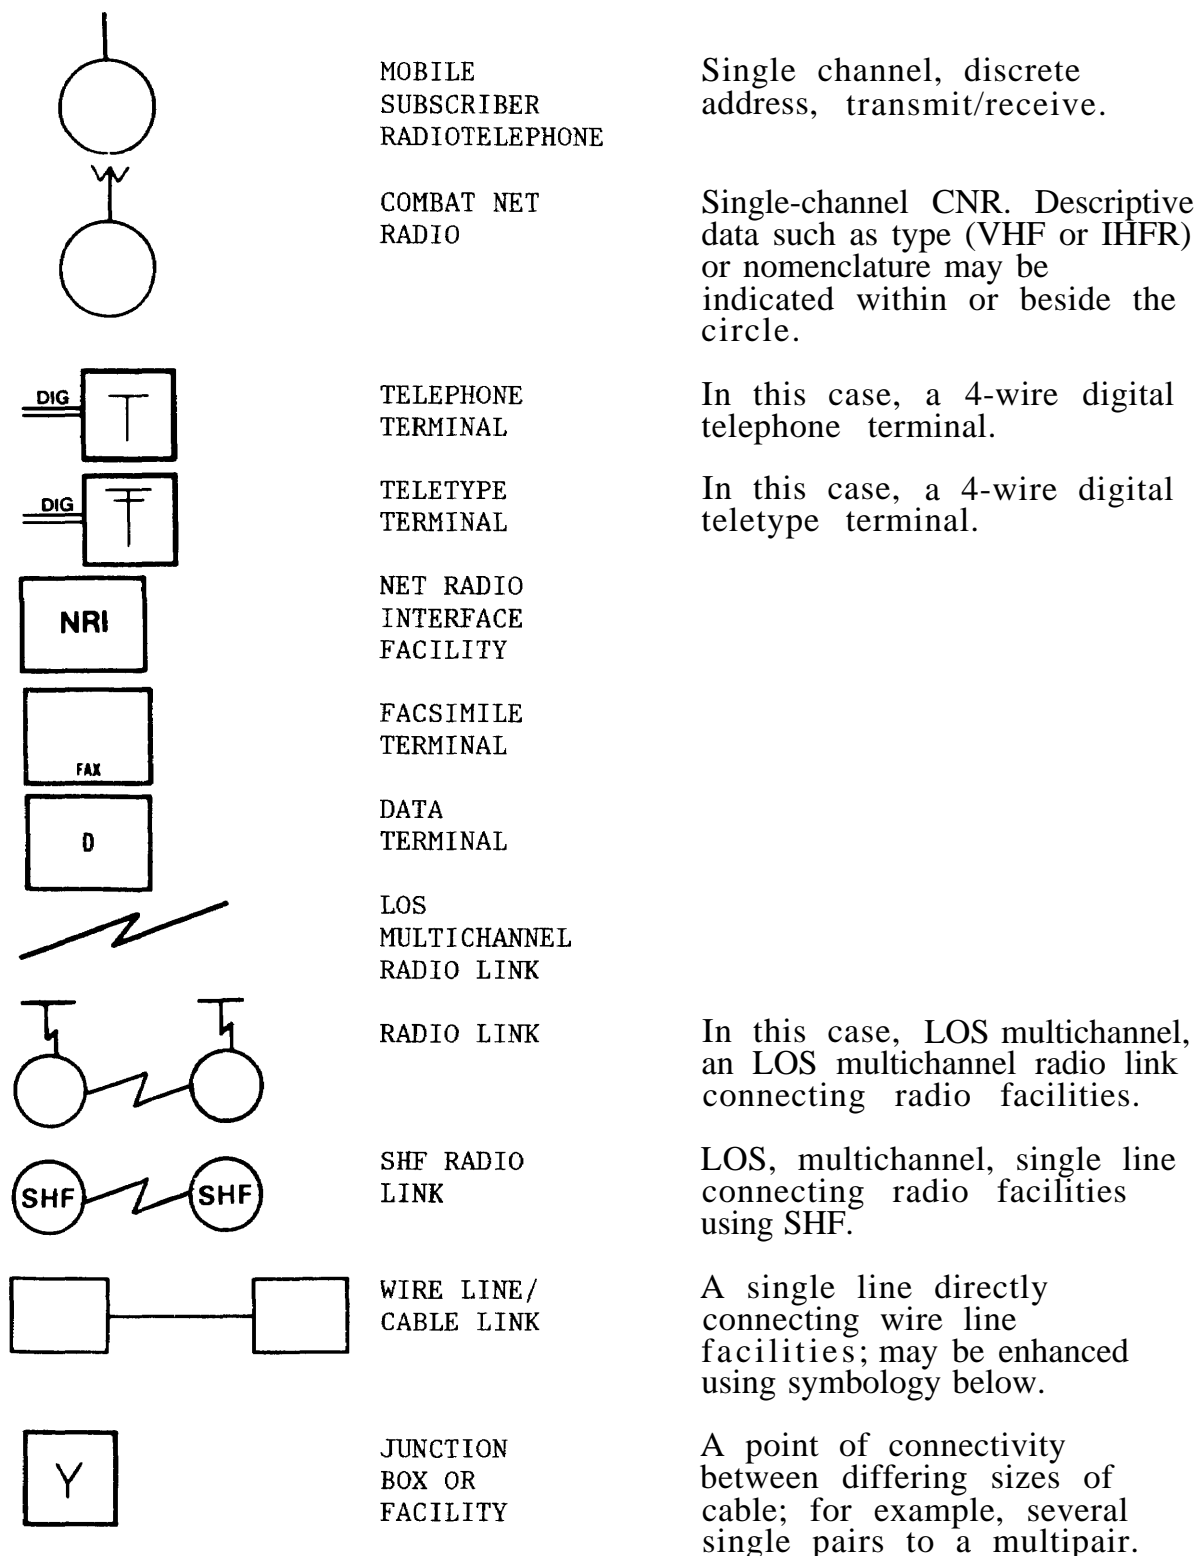 MOBILE
SUBSCRIBER
RADIOTELEPHONE
Single channel, discrete
address, transmit/receive.
COMBAT NET
RADIO
Single-channel CNR. Descriptive
data such as type (VHF or IHFR)
or nomenclature may be
indicated within or beside the
circle.
DIG
T
TELEPHONE
TERMINAL
In this case, a 4-wire digital
telephone terminal.
DIG
TELETYPE
TERMINAL
In this case, a 4-wire digital
teletype terminal.
NRI
NET RADIO
INTERFACE
FACILITY
FAX
FACSIMILE
TERMINAL
D
DATA
TERMINAL
LOS
MULTICHANNEL
RADIO LINK
RADIO LINK
In this case, LOS multichannel,
an LOS multichannel radio link
connecting radio facilities.
SHF SHF
SHF RADIO
LINK
LOS, multichannel, single line
connecting radio facilities
using SHF.
WIRE LINE/
CABLE LINK
A single line directly
connecting wire line
facilities; may be enhanced
using symbology below.
Y
JUNCTION
BOX OR
FACILITY
A point of connectivity
between differing sizes of
cable; for example, several
single pairs to a multipair.